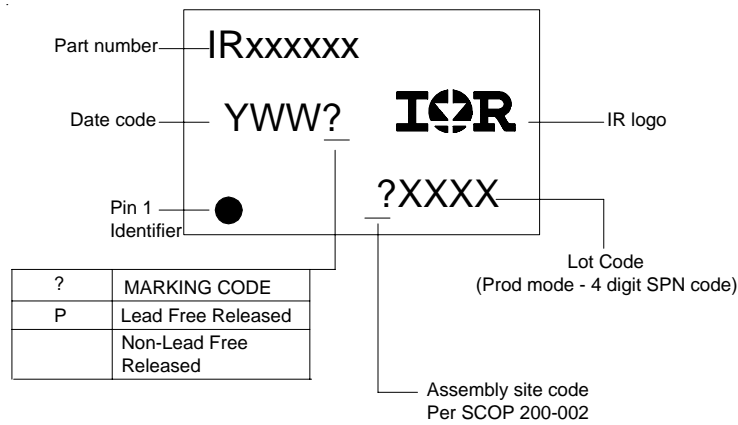 Part number
IRxxxxxx
Date code
YWW?
IOR
IR logo
?XXXX
Pin 1
Identifier
Lot Code
(Prod mode - 4 digit SPN code)
? MARKING CODE
P Lead Free Released
Non-Lead Free
Released
Assembly site code
Per SCOP 200-002